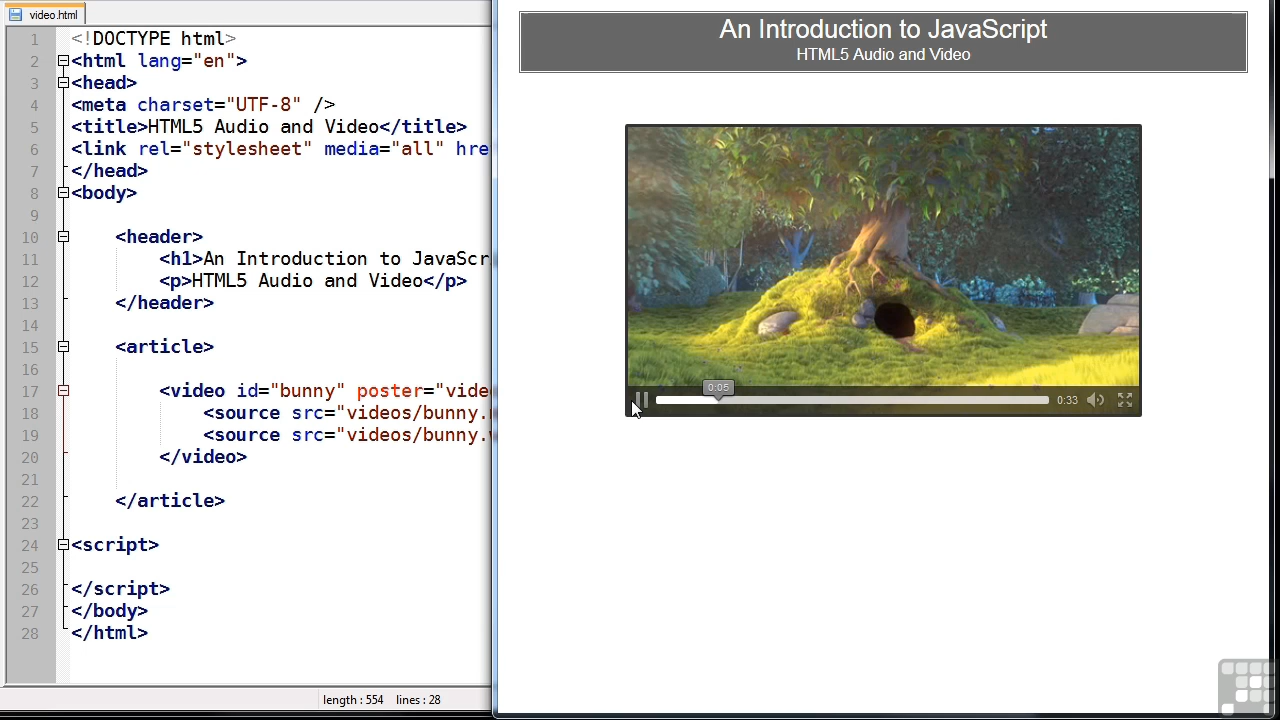 video.html
1 <!DOCTYPE html>
2 <html lang="en">
3 <head>
4 <meta charset="UTF-8" />
5 <title>HTML5 Audio and Video</title>
6 <link rel="stylesheet" media="all" hre
7 </head>
8 <body>
9
10 <header>
11 <h1>An Introduction to JavaScr
12 <p>HTML5 Audio and Video</p>
13 </header>
14
15 <article>
16
17 <video id="bunny" poster="vide
18 <source src="videos/bunny.
19 <source src="videos/bunny.
20 </video>
21
22 </article>
23
24 <script>
25
26 </script>
27 </body>
28 </html>
length : 554 lines : 28
An Introduction to JavaScript
HTML5 Audio and Video
0:05
0:33